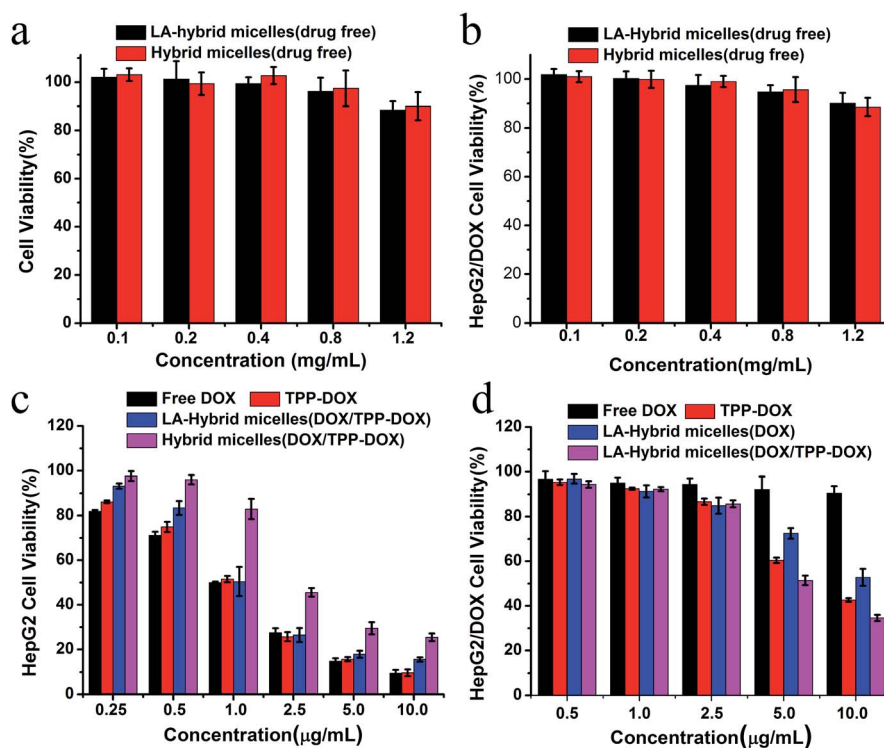 a
LA-hybrid micelles(drug free)
Hybrid micelles(drug free)
Cell Viability(%)
100
80
60
40
20
0
0.1 0.2 0.4 0.8 1.2
Concentration (mg/mL)
b
LA-Hybrid micelles(drug free)
Hybrid micelles(drug free)
HepG2/DOX Cell Viability(%)
100
80
60
40
20
0
0.1 0.2 0.4 0.8 1.2
Concentration(mg/mL)
c
Free DOX TPP-DOX
LA-Hybrid micelles(DOX/TPP-DOX)
Hybrid micelles(DOX/TPP-DOX)
HepG2 Cell Viability(%)
120
100
80
60
40
20
0
0.25 0.5 1.0 2.5 5.0 10.0
Concentration(μg/mL)
d
Free DOX TPP-DOX
LA-Hybrid micelles(DOX)
LA-Hybrid micelles(DOX/TPP-DOX)
HepG2/DOX Cell Viability(%)
120
100
80
60
40
20
0
0.5 1.0 2.5 5.0 10.0
Concentration(μg/mL)